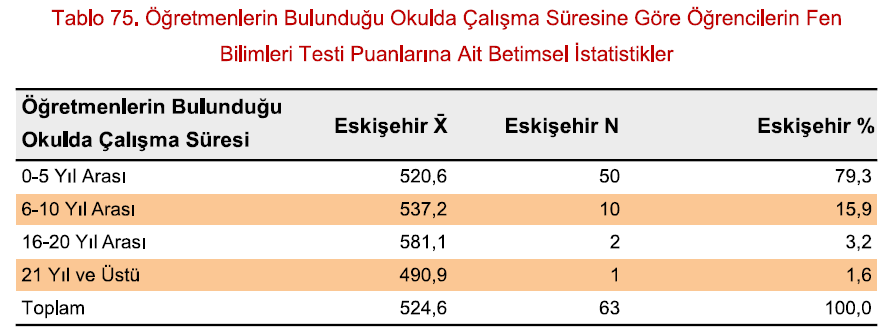 Tablo 75. Öğretmenlerin Bulunduğu Okulda Çalışma Süresine Göre Öğrencilerin Fen
Bilimleri Testi Puanlarına Ait Betimsel İstatistikler
Öğretmenlerin Bulunduğu
Okulda Çalışma Süresi Eskişehir X̄ Eskişehir N Eskişehir %
0-5 Yıl Arası 520,6 50 79,3
6-10 Yıl Arası 537,2 10 15,9
16-20 Yıl Arası 581,1 2 3,2
21 Yıl ve Üstü 490,9 1 1,6
Toplam 524,6 63 100,0